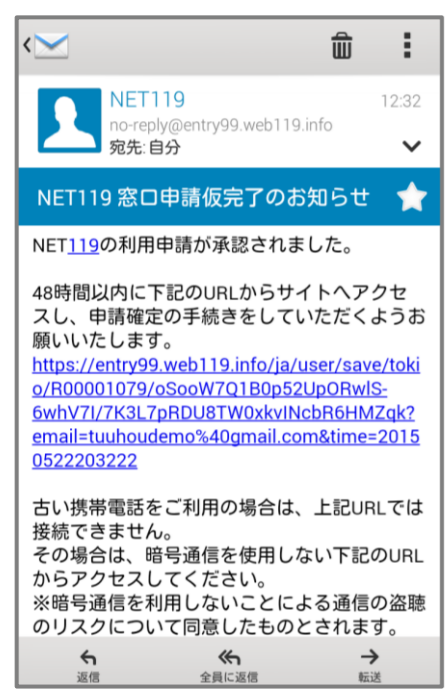 NET119
12:32
no-reply@entry99.web119.info
宛先: 自分
NET119 窓口申請仮完了のお知らせ
NET119の利用申請が承認されました。
48時間以内に下記のURLからサイトへアクセ
スし、申請確定の手続きをしていただくようお
願いいたします。
https://entry99.web119.info/ja/user/save/toki
o/R00001079/oSooW7Q1B0p52UpORwlS-
6whV7I/7K3L7pRDU8TW0xkvINcbR6HMZqk?
email=tuuhoudemo%40gmail.com&time=2015
0522203222
古い携帯電話をご利用の場合は、上記URLでは
接続できません。
その場合は、暗号通信を使用しない下記のURL
からアクセスしてください。
※暗号通信を利用しないことによる通信の盗聴
のリスクについて同意したものとされます。
返信
全員に返信
転送